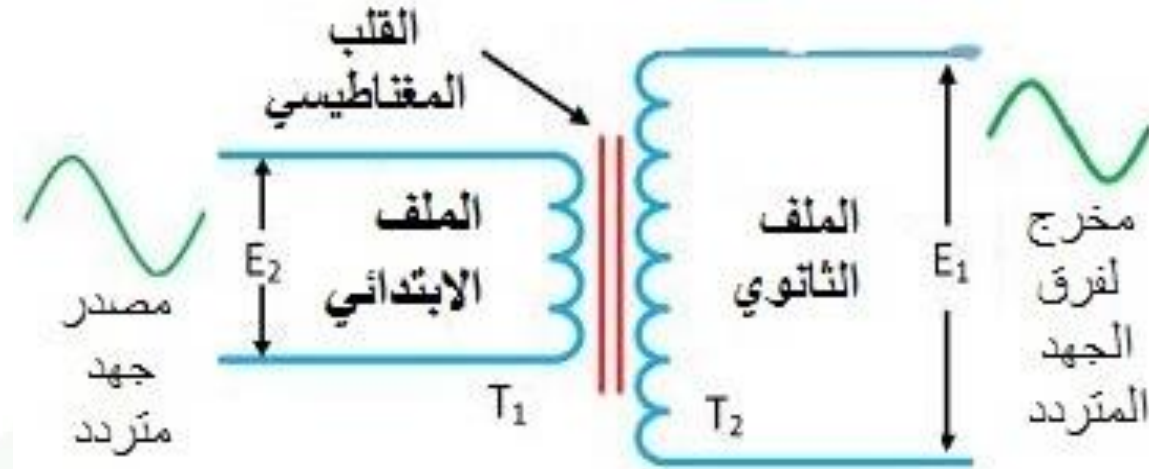 القلب
المغناطيسي
الملف
الابتدائي
الملف
الثانوي
E₂
E₁
T₁
T₂
مصدر
جهد
متردد
مخرج
لفرق
الجهد
المتردد